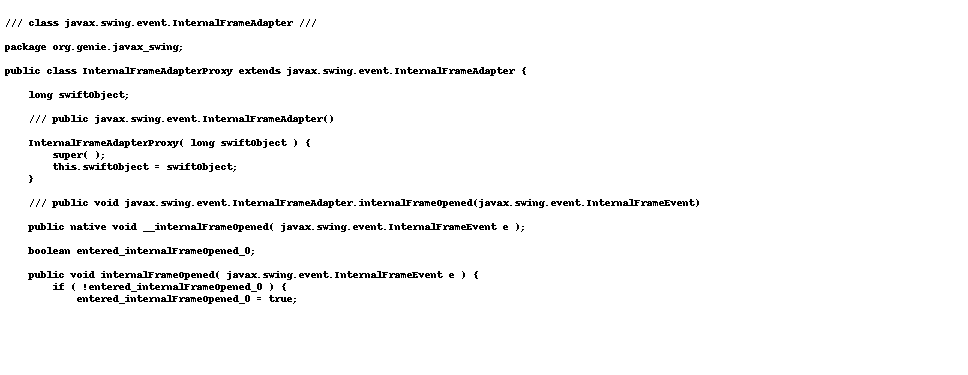 /// class javax.swing.event.InternalFrameAdapter ///
package org.genie.javax_swing;
public class InternalFrameAdapterProxy extends javax.swing.event.InternalFrameAdapter {
long swiftObject;
/// public javax.swing.event.InternalFrameAdapter()
InternalFrameAdapterProxy( long swiftObject ) {
super( );
this.swiftObject = swiftObject;
}
/// public void javax.swing.event.InternalFrameAdapter.internalFrameOpened(javax.swing.event.InternalFrameEvent)
public native void __internalFrameOpened( javax.swing.event.InternalFrameEvent e );
boolean entered_internalFrameOpened_0;
public void internalFrameOpened( javax.swing.event.InternalFrameEvent e ) {
if ( !entered_internalFrameOpened_0 ) {
entered_internalFrameOpened_0 = true;